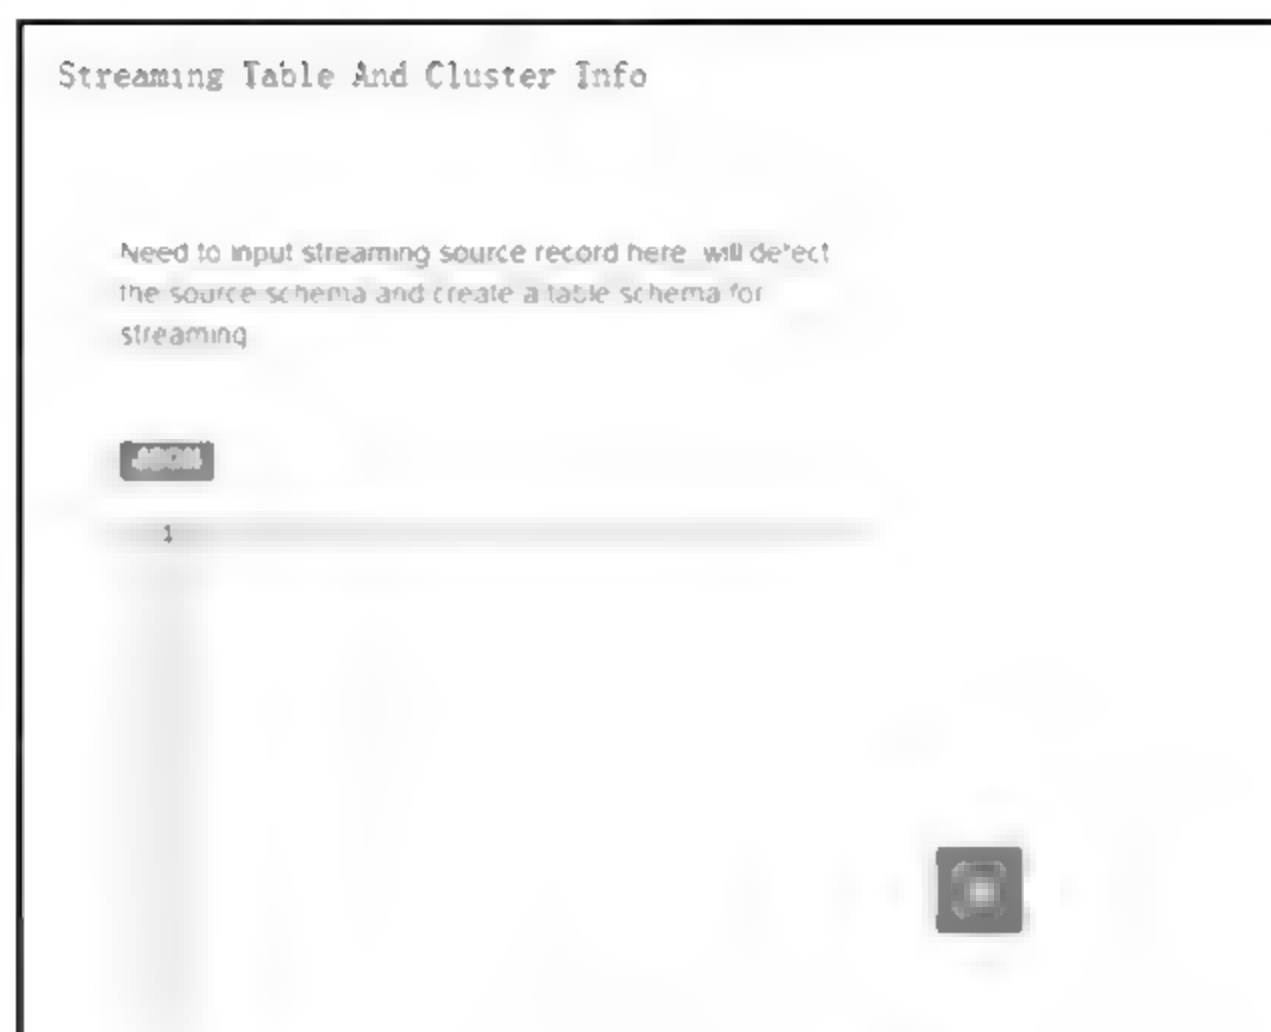 Streaming Table And Cluster Info
Need to input streaming source record here will detect
the source schema and create a table schema for
streaming
JSON
1